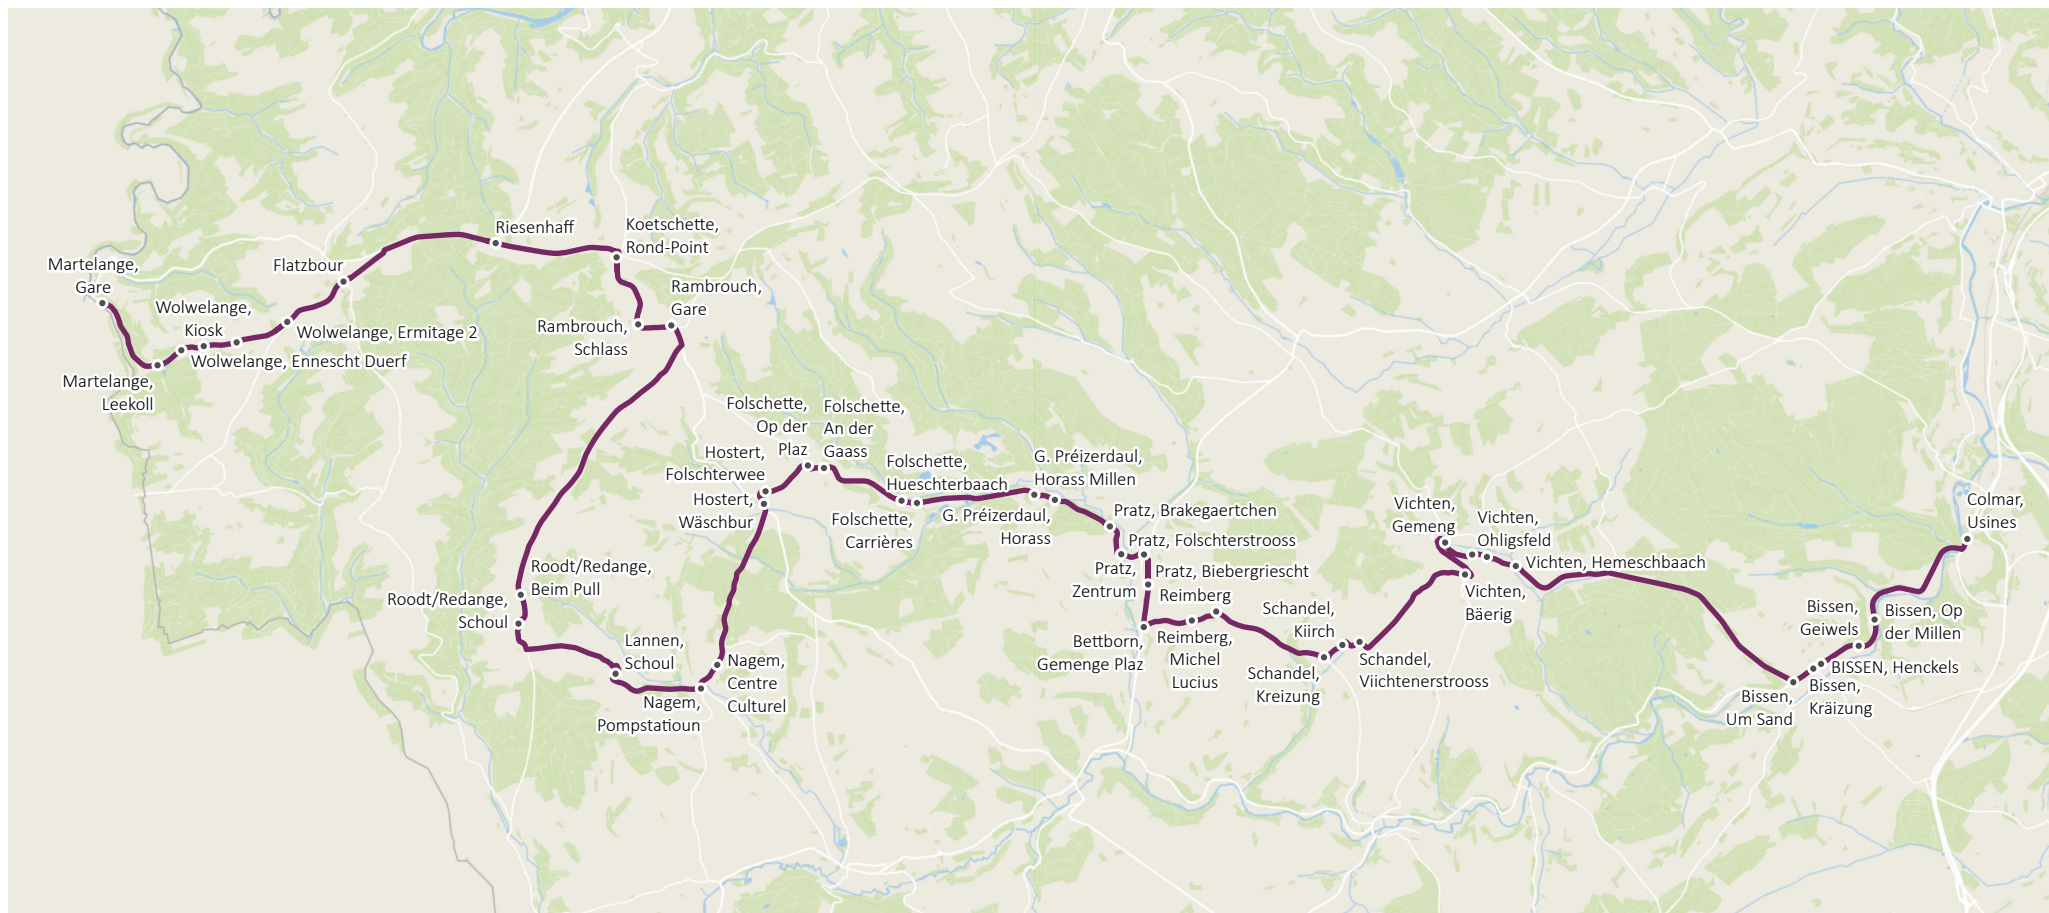 Martelange,
Gare
Martelange,
Leekoll
Wolwelange,
Kiosk
Wolwelange, Ennescht Duerf
Wolwelange, Ermitage 2
Flatzbour
Riesenhaff
Koetschette,
Rond-Point
Rambrouch,
Schlass
Rambrouch,
Gare
Roodt/Redange,
Beim Pull
Roodt/Redange,
Schoul
Lannen,
Schoul
Nagem,
Pompstatioun
Nagem,
Centre
Culturel
Hostert,
Wäschbur
Hostert,
Folschterwee
Folschette,
Op der
Plaz
Folschette,
An der
Gaass
Folschette,
Carrières
Folschette,
Hueschterbaach
G. Préizerdaul,
Horass Millen
G. Préizerdaul,
Horass
Pratz, Brakegaertchen
Pratz,
Zentrum
Pratz, Folschterstrooss
Pratz, Biebergriescht
Bettborn,
Gemenge Plaz
Reimberg,
Michel
Lucius
Reimberg
Schandel,
Kreizung
Schandel,
Kiirch
Schandel,
Viichtenerstrooss
Vichten,
Bäerig
Vichten,
Gemeng
Vichten,
Ohligsfeld
Vichten, Hemeschbaach
Bissen,
Um Sand
Bissen,
Kräizung
BISSEN, Henckels
Bissen,
Geiwels
Bissen, Op
der Millen
Colmar,
Usines